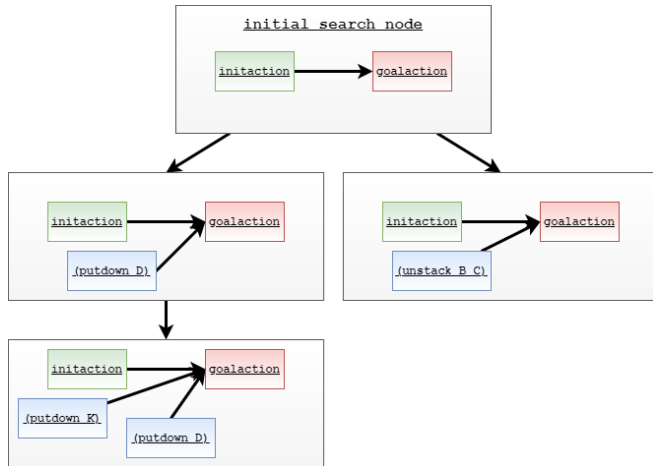 initial search node
initaction
goalaction
initaction
goalaction
(putdown D)
initaction
goalaction
(unstack B C)
initaction
goalaction
(putdown K)
(putdown D)